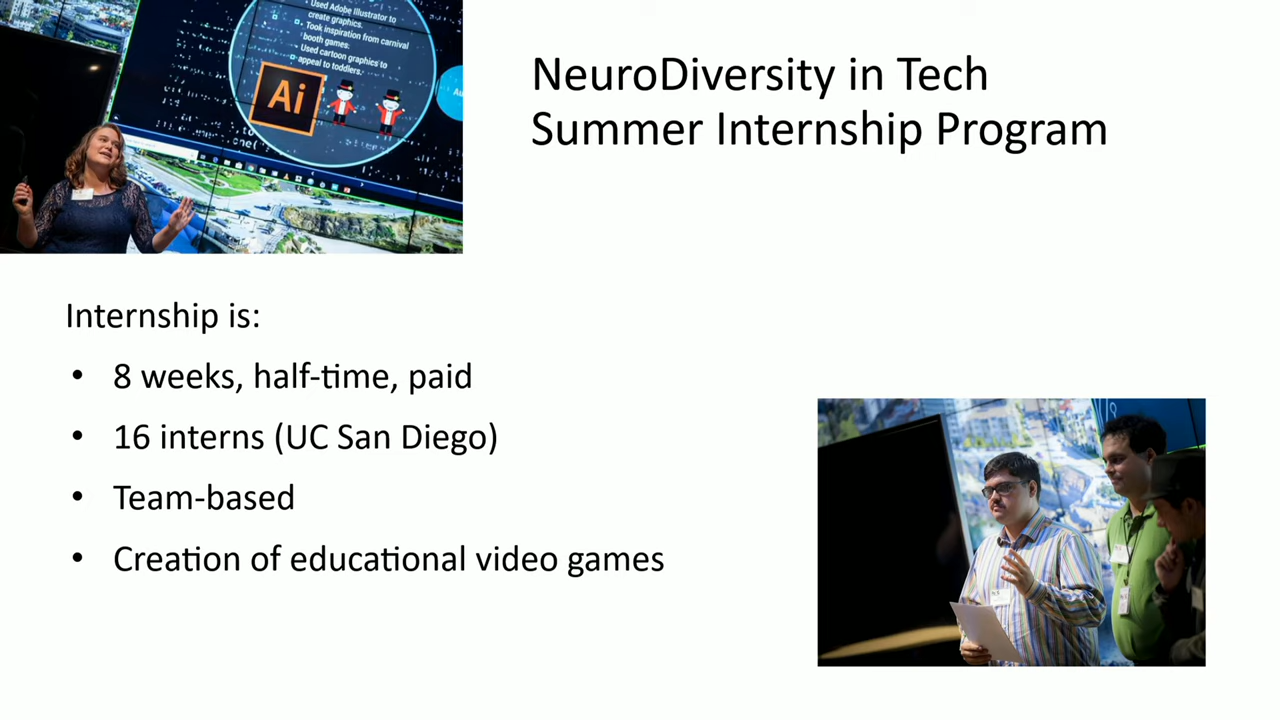 Used Adobe Illustrator to
create graphics.
Took inspiration from carnival
booth games.
Used cartoon graphics to
appeal to toddlers.
Ai
NeuroDiversity in Tech
Summer Internship Program
Internship is:
• 8 weeks, half-time, paid
• 16 interns (UC San Diego)
• Team-based
• Creation of educational video games